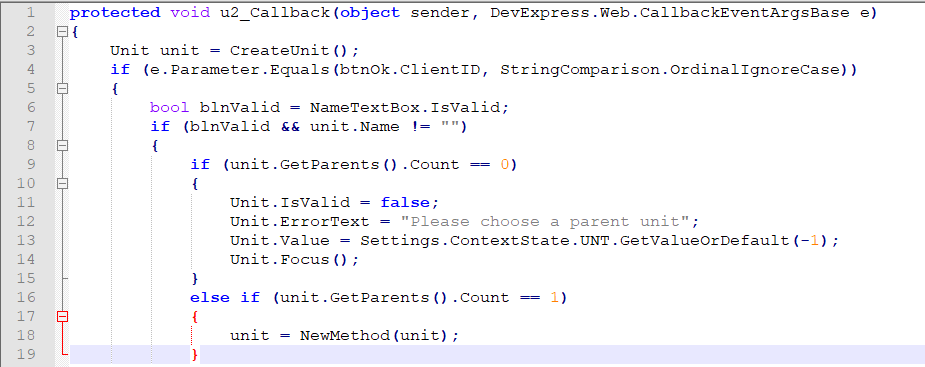 1 protected void u2_Callback(object sender, DevExpress.Web.CallbackEventArgsBase e)
2 {
3 Unit unit = CreateUnit();
4 if (e.Parameter.Equals(btnOk.ClientID, StringComparison.OrdinalIgnoreCase))
5 {
6 bool blnValid = NameTextBox.IsValid;
7 if (blnValid && unit.Name != "")
8 {
9 if (unit.GetParents().Count == 0)
10 {
11 Unit.IsValid = false;
12 Unit.ErrorText = "Please choose a parent unit";
13 Unit.Value = Settings.ContextState.UNT.GetValueOrDefault(-1);
14 Unit.Focus();
15 }
16 else if (unit.GetParents().Count == 1)
17 {
18 unit = NewMethod(unit);
19 }